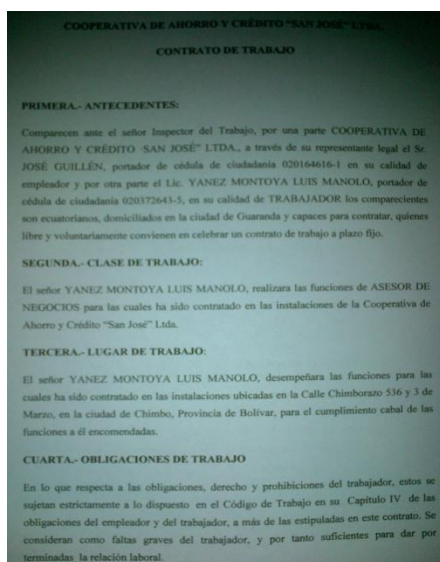 COOPERATIVA DE AHORRO Y CRÉDITO "SAN JOSÉ" LTDA.
CONTRATO DE TRABAJO
PRIMERA.- ANTECEDENTES:
Comparecen ante el señor Inspector del Trabajo, por una parte COOPERATIVA DE
AHORRO Y CRÉDITO SAN JOSÉ" LTDA., a través de su representante legal el Sr.
JOSÉ GUILLÉN, portador de cédula de ciudadanía 020164616-1 en su calidad de
empleador y por otra parte el Lic. YANEZ MONTOYA LUIS MANOLO, portador de
cédula de ciudadanía 020372643-5, en su calidad de TRABAJADOR los comparecientes
son ecuatorianos, domiciliados en la ciudad de Guaranda y capaces para contratar, quienes
libre y voluntariamente convienen en celebrar un contrato de trabajo a plazo fijo.
SEGUNDA.- CLASE DE TRABAJO:
El señor YANEZ MONTOYA LUIS MANOLO, realizara las funciones de ASESOR DE
NEGOCIOS para las cuales ha sido contratado en las instalaciones de la Cooperativa de
Ahorro y Crédito "San José" Ltda.
TERCERA.- LUGAR DE TRABAJO:
El señor YANEZ MONTOYA LUIS MANOLO, desempeñara las funciones para las
cuales ha sido contratado en las instalaciones ubicadas en la Calle Chimborazo 536 y 3 de
Marzo, en la ciudad de Chimbo, Provincia de Bolívar, para el cumplimiento cabal de las
funciones a él encomendadas.
CUARTA.- OBLIGACIONES DE TRABAJO
En lo que respecta a las obligaciones, derecho y prohibiciones del trabajador, estos se
sujetan estrictamente a lo dispuesto en el Código de Trabajo en su Capítulo IV de las
obligaciones del empleador y del trabajador, a más de las estipuladas en este contrato. Se
consideran como faltas graves del trabajador, y por tanto suficientes para dar por
terminadas la relación laboral.